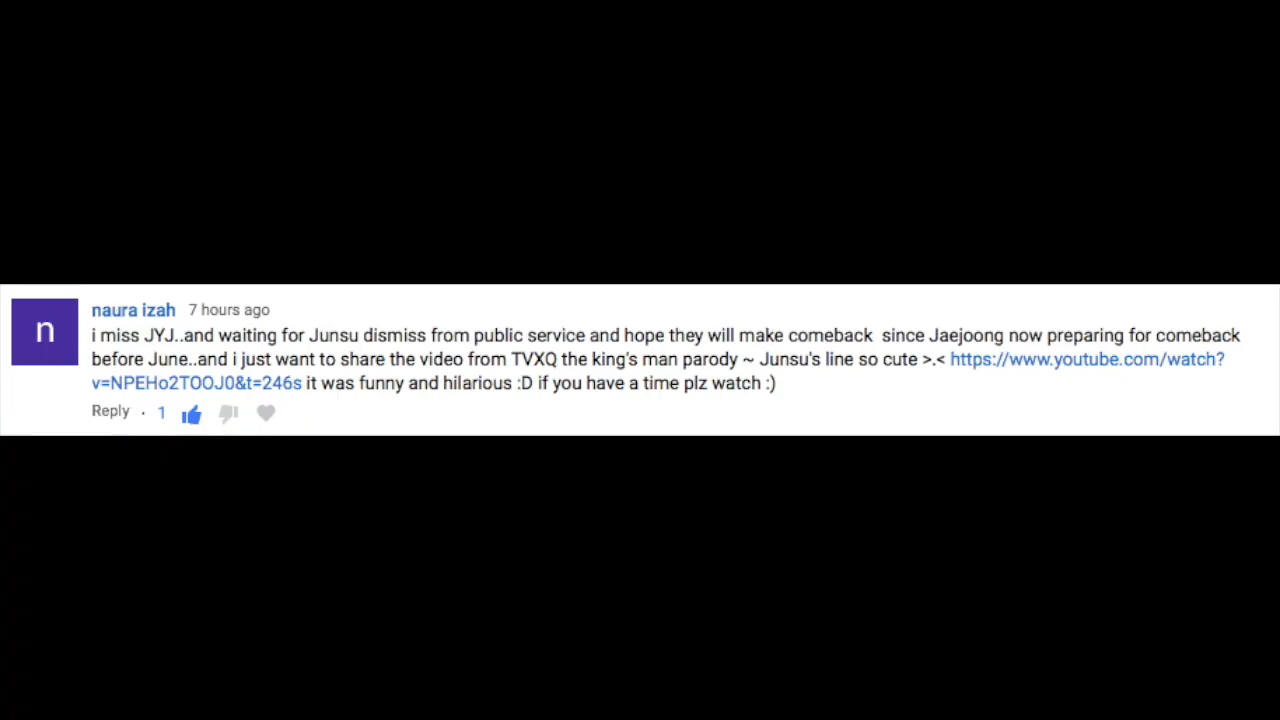 n
naura izah 7 hours ago
i miss JYJ..and waiting for Junsu dismiss from public service and hope they will make comeback  since Jaejoong now preparing for comeback
before June..and i just want to share the video from TVXQ the king's man parody ~ Junsu's line so cute >.< https://www.youtube.com/watch?
v=NPEHo2TOOJ0&t=246s it was funny and hilarious :D if you have a time plz watch :)
Reply · 1